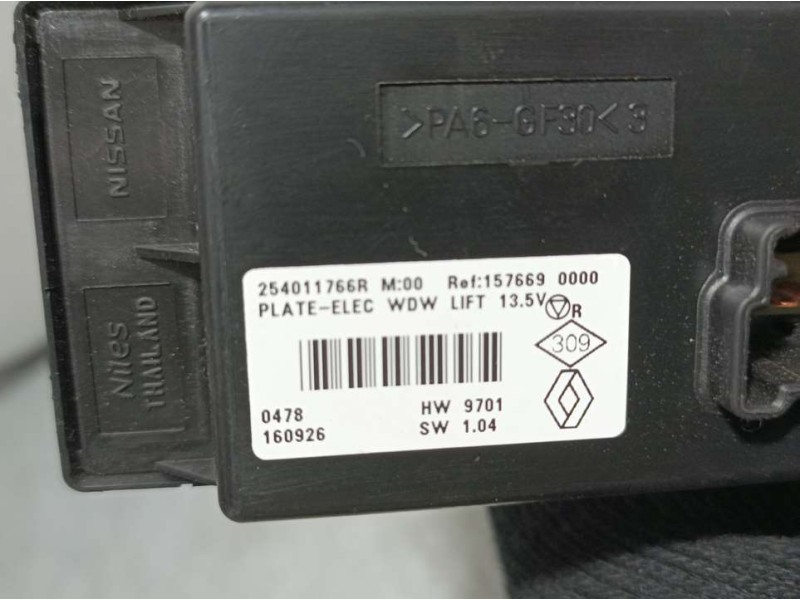 NISSAN
>PA6-GF30<3
Niles
THAILAND
254011766R M:00 Ref:157669 0000
PLATE-ELEC WDW LIFT 13.5V
R
309
0478 HW 9701
160926 SW 1.04